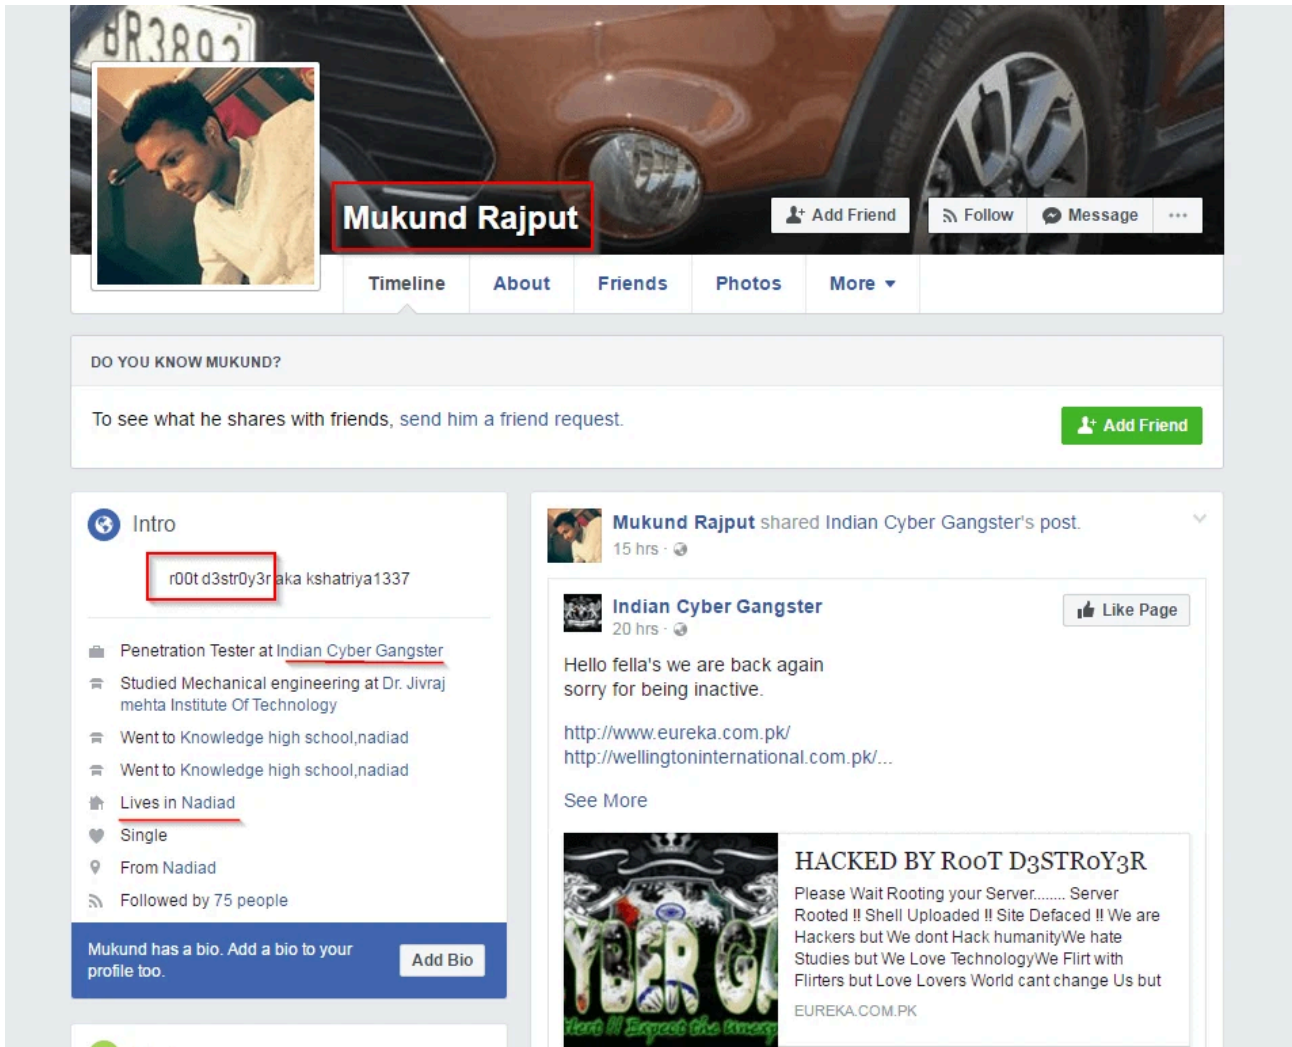 BR3893
Mukund Rajput
Add Friend
Follow
Message
Timeline
About
Friends
Photos
More
DO YOU KNOW MUKUND?
To see what he shares with friends, send him a friend request.
Add Friend
Intro
r00t d3str0y3r aka kshatriya1337
Penetration Tester at Indian Cyber Gangster
Studied Mechanical engineering at Dr. Jivraj
mehta Institute Of Technology
Went to Knowledge high school,nadiad
Went to Knowledge high school,nadiad
Lives in Nadiad
Single
From Nadiad
Followed by 75 people
Mukund has a bio. Add a bio to your
profile too.
Add Bio
Mukund Rajput shared Indian Cyber Gangster's post.
15 hrs ·
Indian Cyber Gangster
20 hrs ·
Like Page
Hello fella's we are back again
sorry for being inactive.
http://www.eureka.com.pk/
http://wellingtoninternational.com.pk/...
See More
CYBER GA
HACKED BY RooT D3STRoY3R
Please Wait Rooting your Server........ Server
Rooted !! Shell Uploaded !! Site Defaced !! We are
Hackers but We dont Hack humanityWe hate
Studies but We Love TechnologyWe Flirt with
Flirters but Love Lovers World cant change Us but
EUREKA.COM.PK